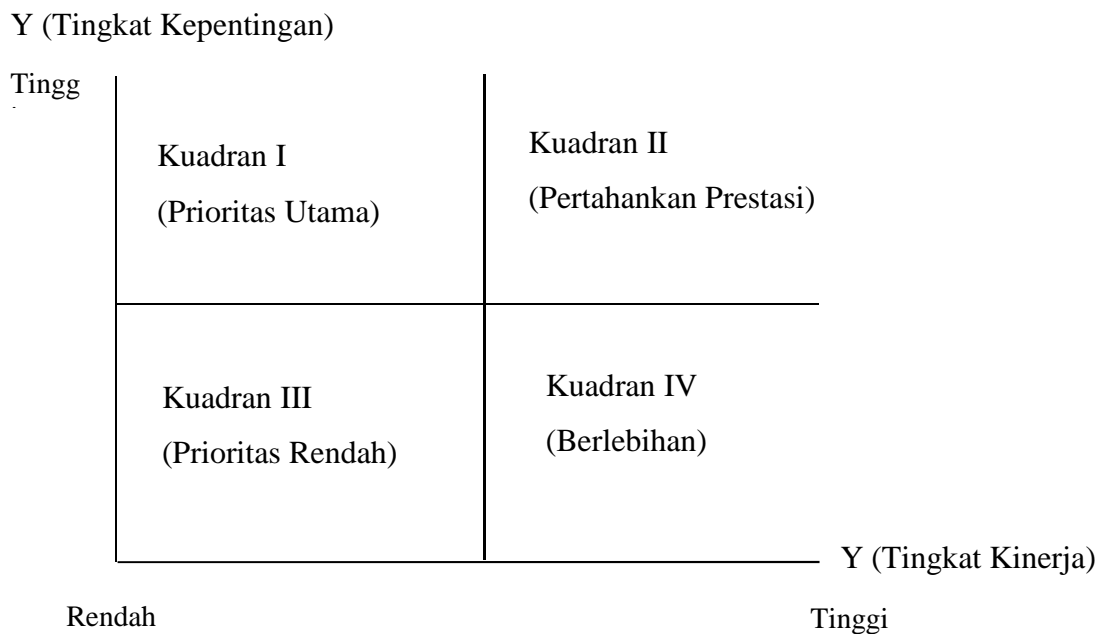 Y (Tingkat Kepentingan)
Tingg
Kuadran I
(Prioritas Utama)
Kuadran II
(Pertahankan Prestasi)
Kuadran III
(Prioritas Rendah)
Kuadran IV
(Berlebihan)
Y (Tingkat Kinerja)
Rendah
Tinggi